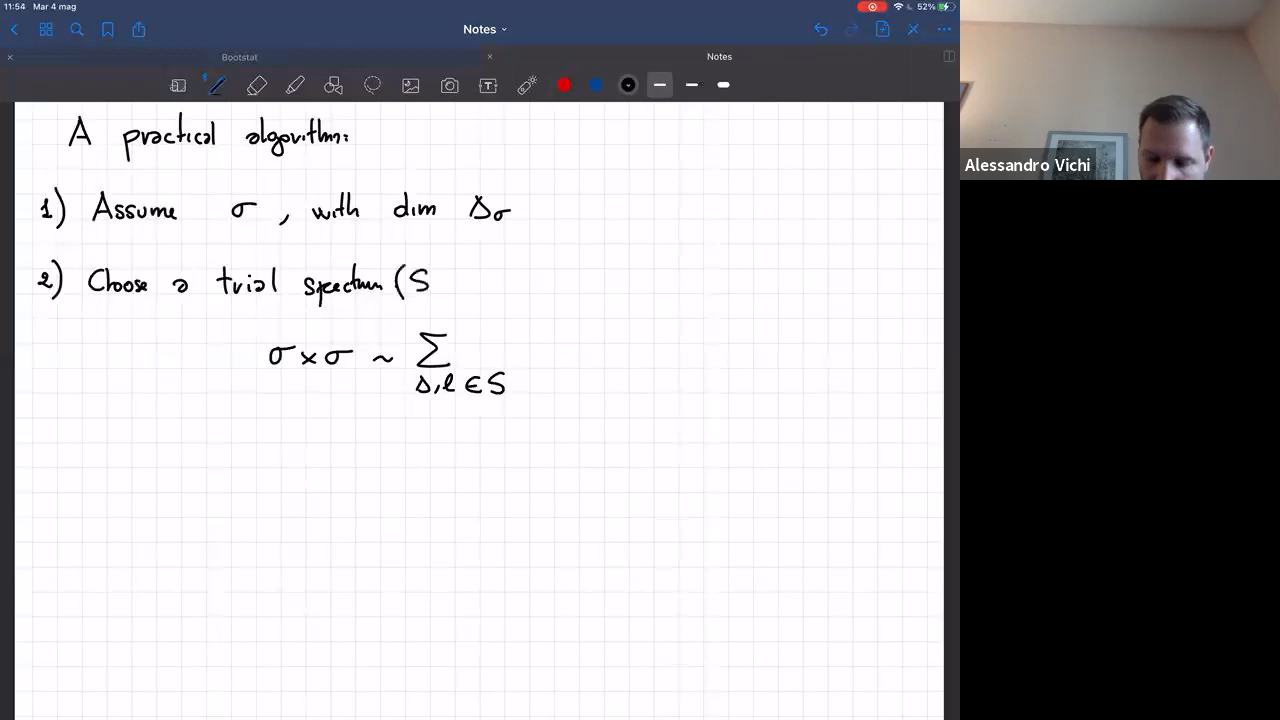 11:54 Mar 4 mag 52%
Notes
Bootstat Notes
A practical algorithm:
1) Assume σ , with dim Δσ
2) Choose a trial spectrum (S
σ × σ ~ Σ
Δ,ℓ ∈ S
Alessandro Vichi